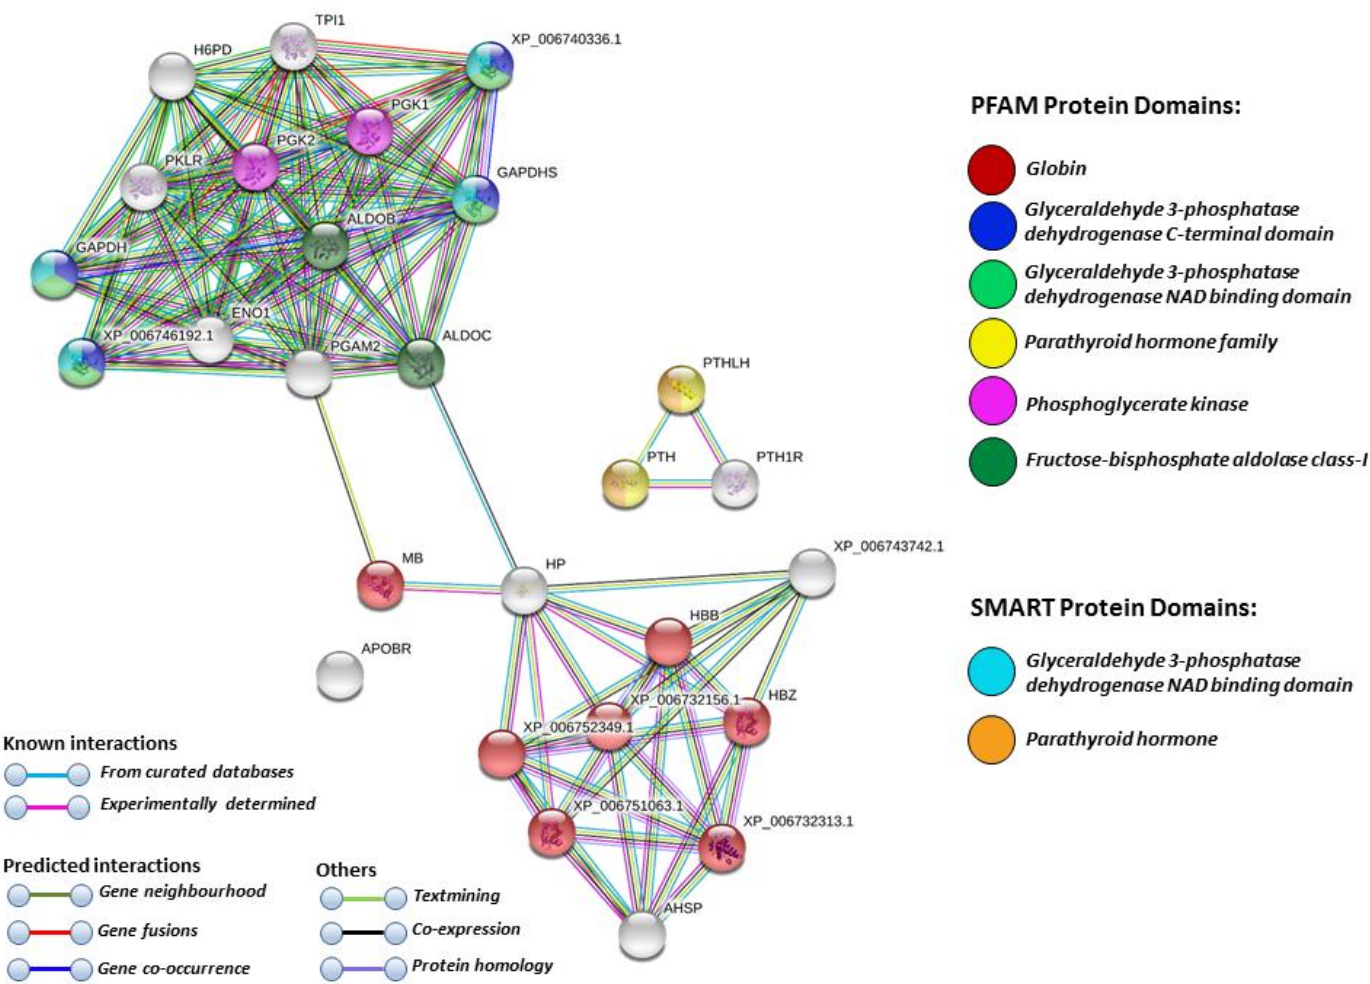 TPI1
XP_006740336.1
H6PD
PGK1
PGK2
PKLR
GAPDHS
ALDOB
GAPDH
ENO1
XP_006746192.1
PGAM2
ALDOC
PTHLH
PTH
PTH1R
MB
HP
XP_006743742.1
HBB
APOBR
XP_006732156.1
HBZ
XP_006752349.1
XP_006751063.1
XP_006732313.1
AHSP
PFAM Protein Domains:
Globin
Glyceraldehyde 3-phosphatase
dehydrogenase C-terminal domain
Glyceraldehyde 3-phosphatase
dehydrogenase NAD binding domain
Parathyroid hormone family
Phosphoglycerate kinase
Fructose-bisphosphate aldolase class-I
SMART Protein Domains:
Glyceraldehyde 3-phosphatase
dehydrogenase NAD binding domain
Parathyroid hormone
Known interactions
From curated databases
Experimentally determined
Predicted interactions
Gene neighbourhood
Gene fusions
Gene co-occurrence
Others
Textmining
Co-expression
Protein homology